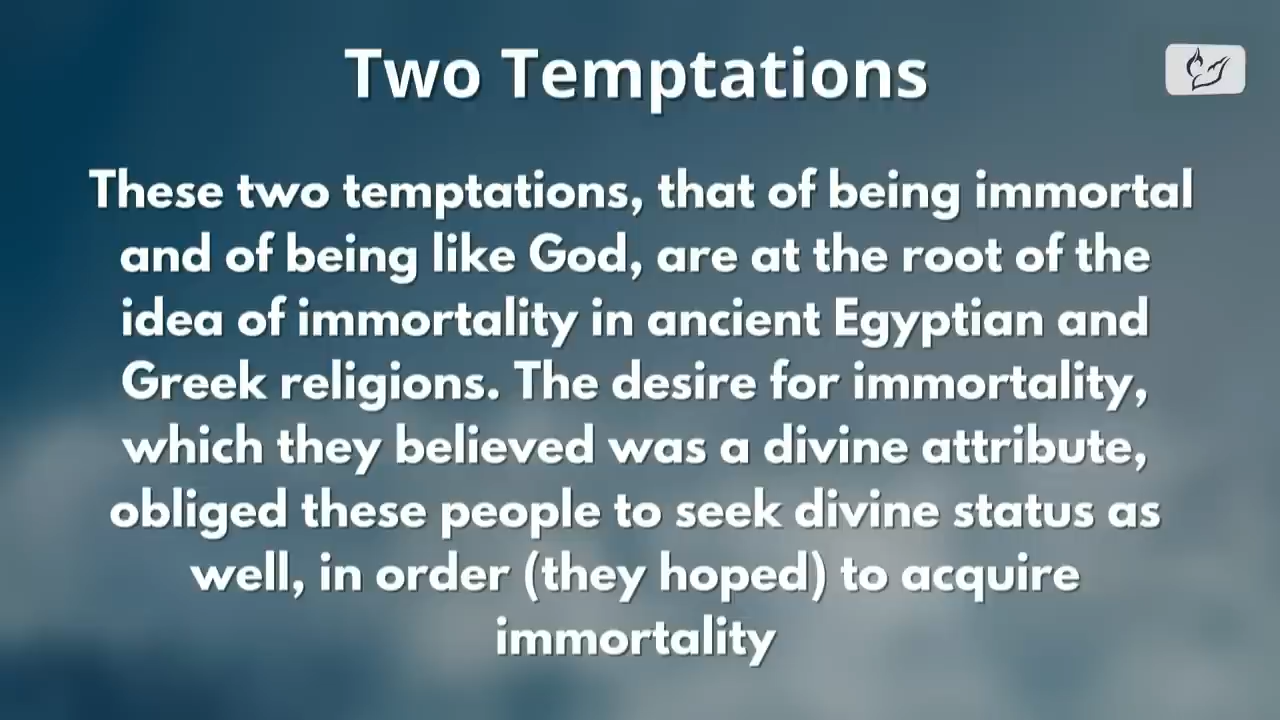 Two Temptations
These two temptations, that of being immortal
and of being like God, are at the root of the
idea of immortality in ancient Egyptian and
Greek religions. The desire for immortality,
which they believed was a divine attribute,
obliged these people to seek divine status as
well, in order (they hoped) to acquire
immortality